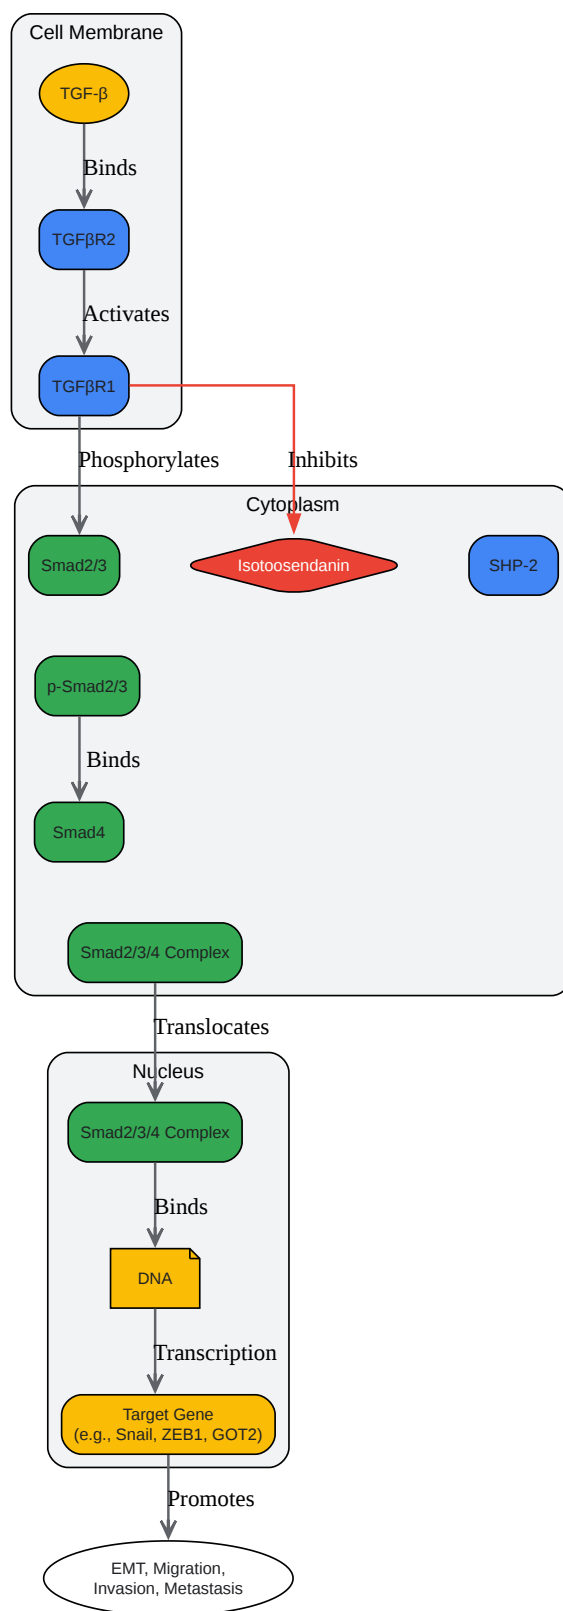 Cell Membrane
TGF-β
Binds
TGFβR2
Activates
TGFβR1
Phosphorylates
Inhibits
Cytoplasm
Smad2/3
Isotoosendanin
SHP-2
p-Smad2/3
Binds
Smad4
Smad2/3/4 Complex
Translocates
Nucleus
Smad2/3/4 Complex
Binds
DNA
Transcription
Target Gene
(e.g., Snail, ZEB1, GOT2)
Promotes
EMT, Migration,
Invasion, Metastasis